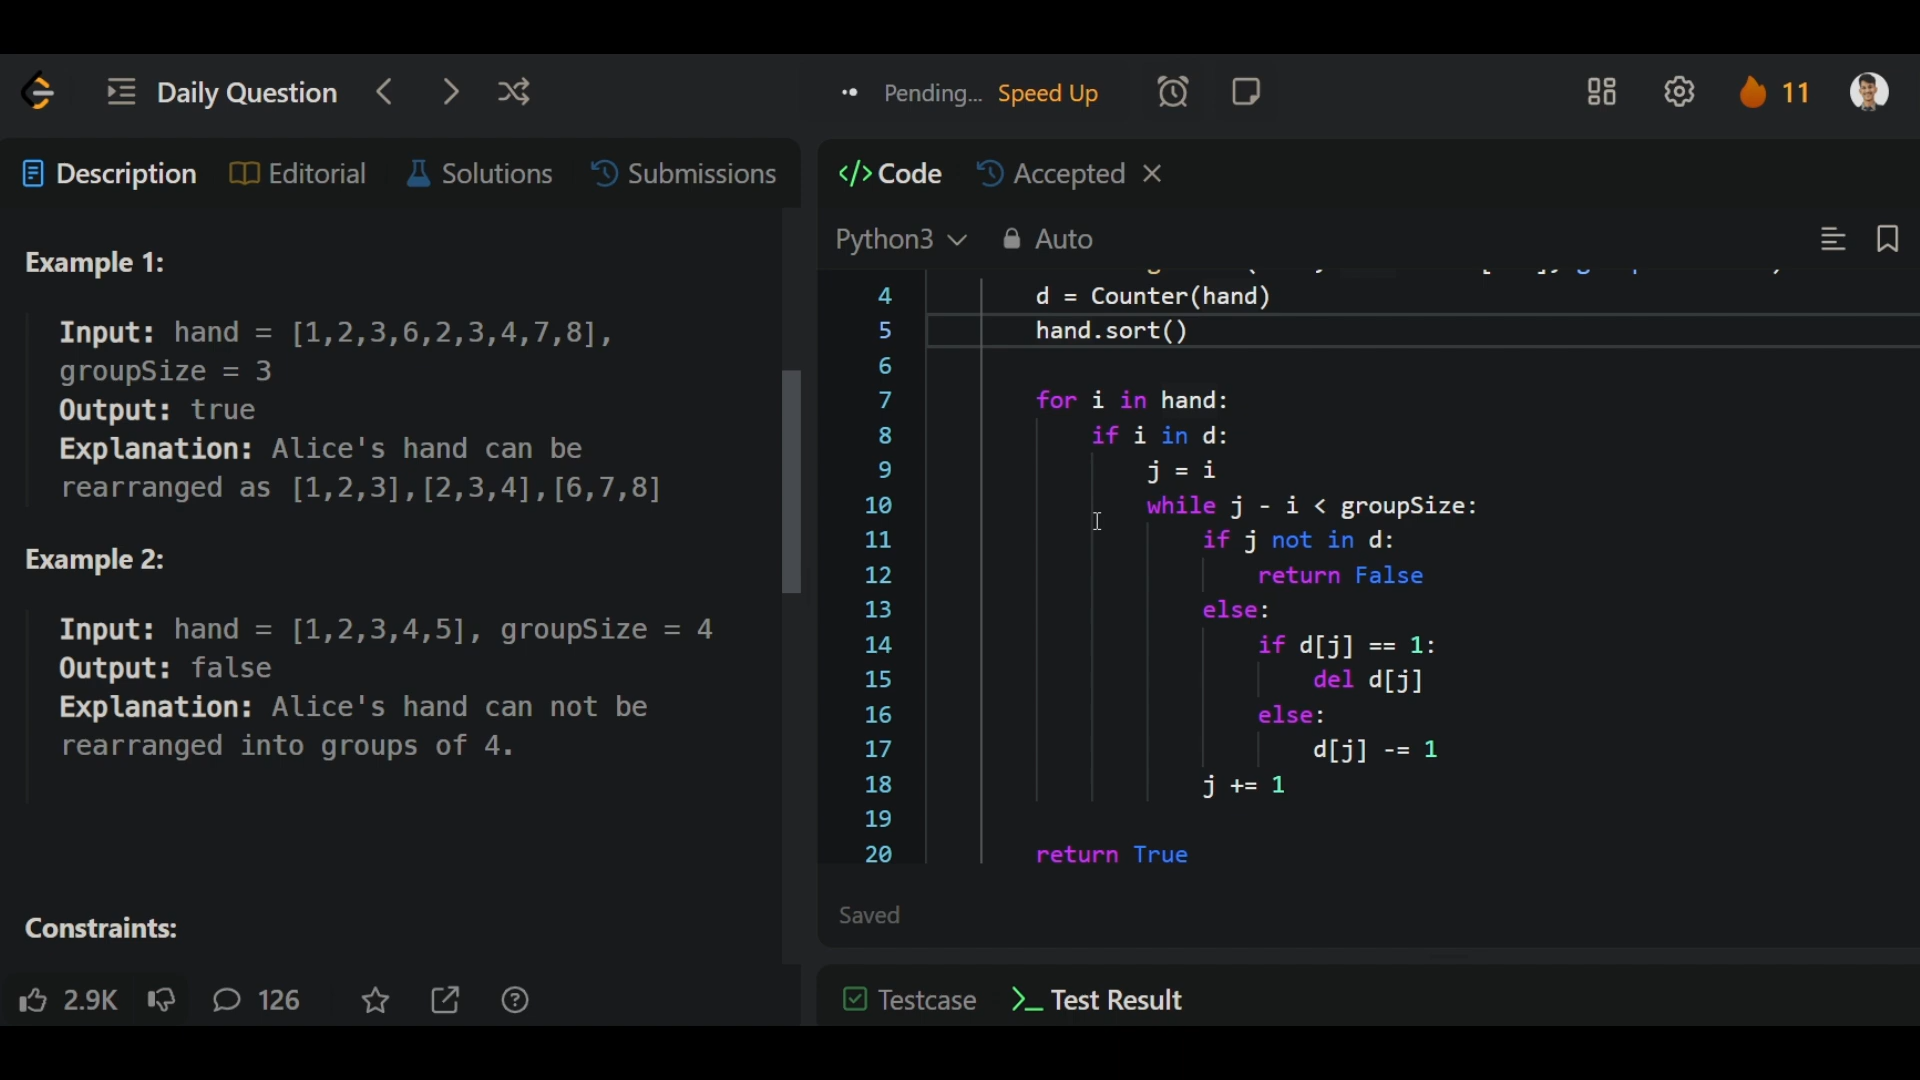 Daily Question
Pending... Speed Up
11
Description
Editorial
Solutions
Submissions
Example 1:
Input: hand = [1,2,3,6,2,3,4,7,8],
groupSize = 3
Output: true
Explanation: Alice's hand can be
rearranged as [1,2,3],[2,3,4],[6,7,8]
Example 2:
Input: hand = [1,2,3,4,5], groupSize = 4
Output: false
Explanation: Alice's hand can not be
rearranged into groups of 4.
Constraints:
2.9K
126
</> Code
Accepted
Python3
Auto
4 d = Counter(hand)
5 hand.sort()
6
7 for i in hand:
8 if i in d:
9 j = i
10 while j - i < groupSize:
11 if j not in d:
12 return False
13 else:
14 if d[j] == 1:
15 del d[j]
16 else:
17 d[j] -= 1
18 j += 1
19
20 return True
Saved
Testcase
Test Result